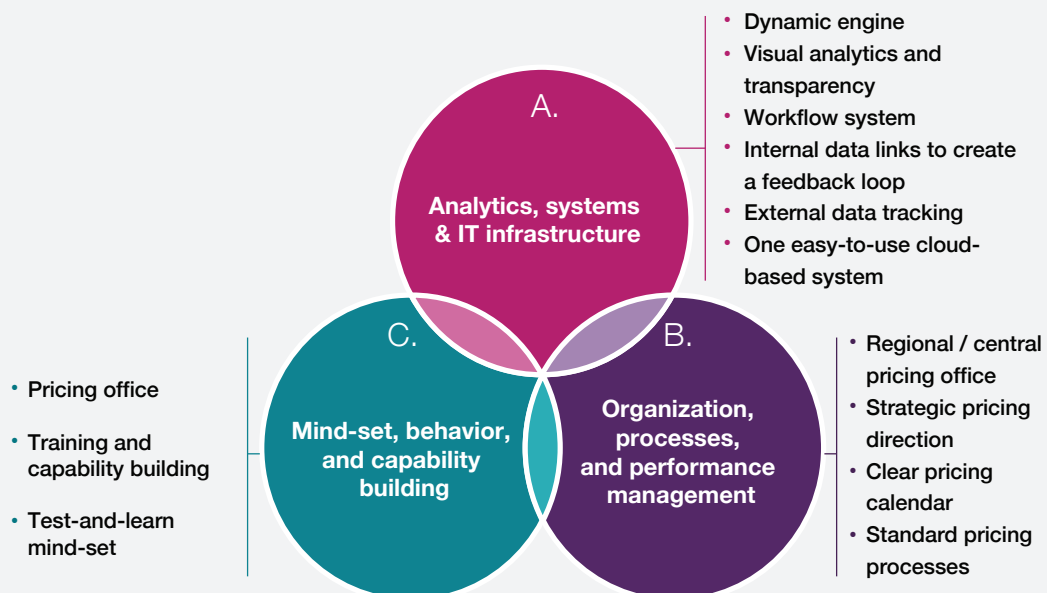 A.
Analytics, systems
& IT infrastructure
• Dynamic engine
• Visual analytics and
transparency
• Workflow system
• Internal data links to create
a feedback loop
• External data tracking
• One easy-to-use cloud-
based system
B.
Organization,
processes,
and performance
management
• Regional / central
pricing office
• Strategic pricing
direction
• Clear pricing
calendar
• Standard pricing
processes
C.
Mind-set, behavior,
and capability
building
• Pricing office
• Training and
capability building
• Test-and-learn
mind-set